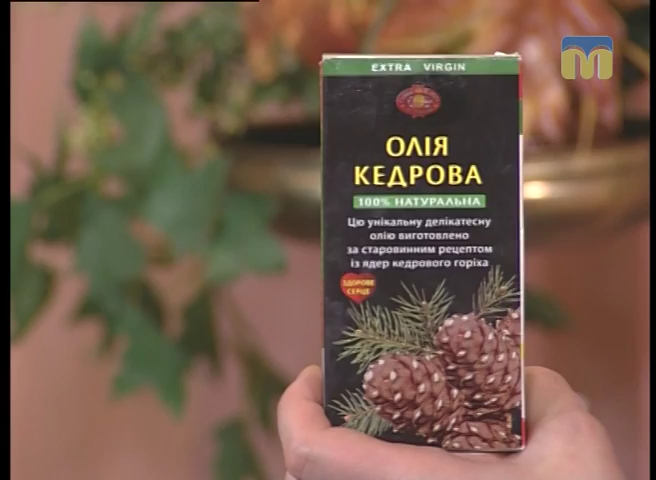 EXTRA VIRGIN
ОЛІЯ
КЕДРОВА
100% НАТУРАЛЬНА
Цю унікальну делікатесну
олію виготовлено
за старовинним рецептом
із ядер кедрового горіха
ЗДОРОВЕ
СЕРЦЕ